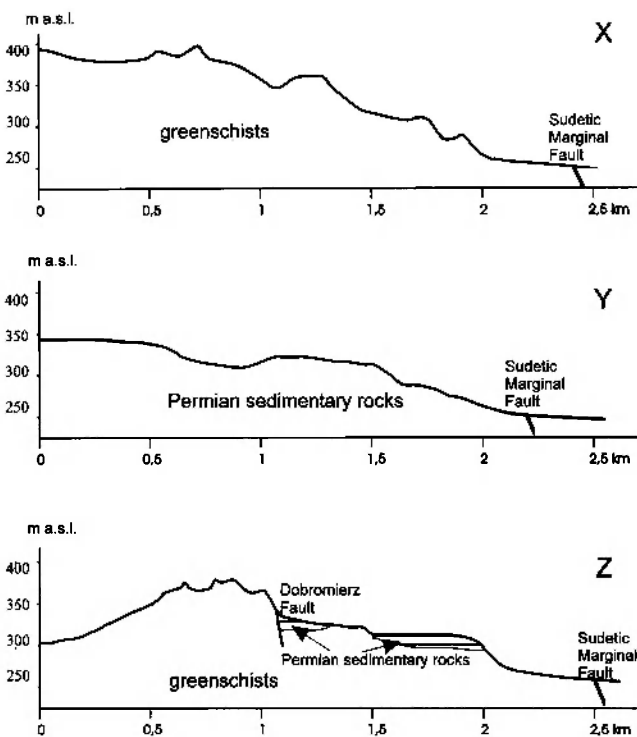 m a.s.l.
X
400
350
300
250
greenschists
Sudetic
Marginal
Fault
0
0,5
1
1,5
2
2,5 km
m a.s.l.
Y
400
350
300
250
Permian sedimentary rocks
Sudetic
Marginal
Fault
0
0,5
1
1,5
2
2,5 km
m a.s.l.
Z
400
350
300
250
Dobromierz
Fault
Permian sedimentary rocks
greenschists
Sudetic
Marginal
Fault
0
0,5
1
1,5
2
2,5 km